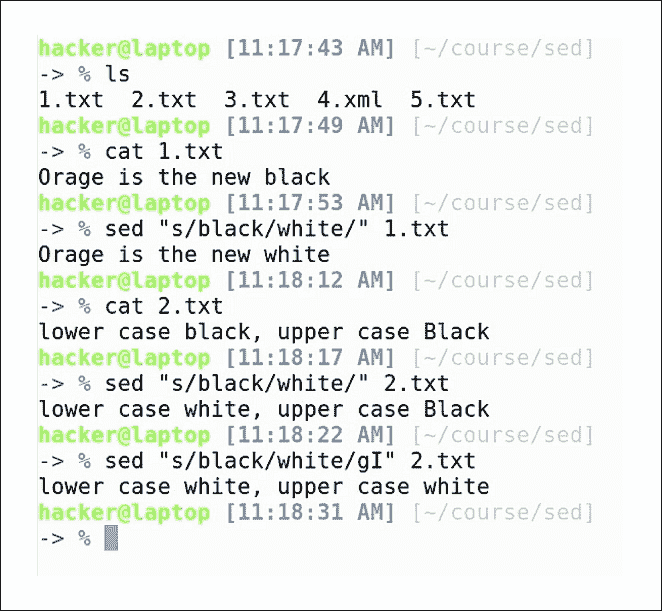 hacker@laptop [11:17:43 AM] [~/course/sed]
-> % ls
1.txt  2.txt  3.txt  4.xml  5.txt
hacker@laptop [11:17:49 AM] [~/course/sed]
-> % cat 1.txt
Orage is the new black
hacker@laptop [11:17:53 AM] [~/course/sed]
-> % sed "s/black/white/" 1.txt
Orage is the new white
hacker@laptop [11:18:12 AM] [~/course/sed]
-> % cat 2.txt
lower case black, upper case Black
hacker@laptop [11:18:17 AM] [~/course/sed]
-> % sed "s/black/white/" 2.txt
lower case white, upper case Black
hacker@laptop [11:18:22 AM] [~/course/sed]
-> % sed "s/black/white/gI" 2.txt
lower case white, upper case white
hacker@laptop [11:18:31 AM] [~/course/sed]
-> %